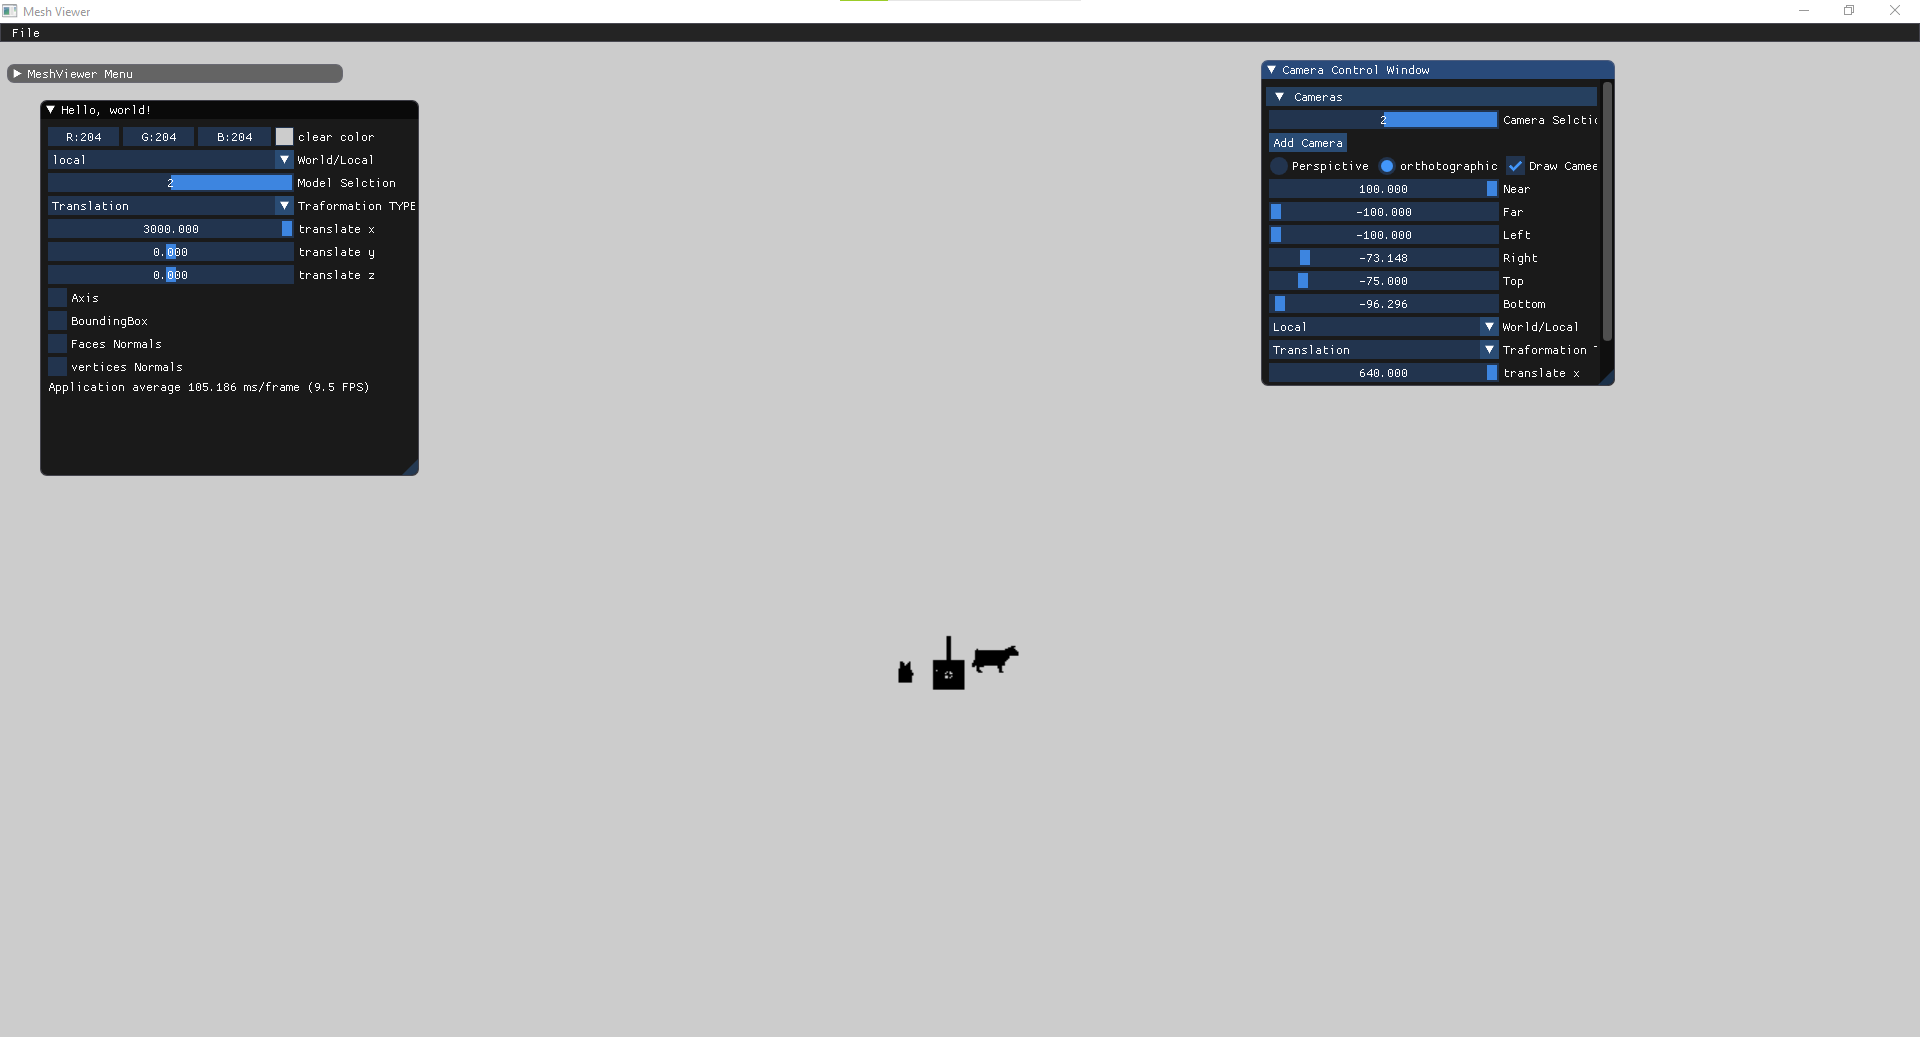 Mesh Viewer
File
MeshViewer Menu
Hello, world!
R:204 G:204 B:204 clear color
local World/Local
2 Model Selction
Translation Traformation TYPE
3000.000 translate x
0.000 translate y
0.000 translate z
Axis
BoundingBox
Faces Normals
vertices Normals
Application average 105.186 ms/frame (9.5 FPS)
Camera Control Window
Cameras
2 Camera Selctio
Add Camera
Perspictive orthotographic Draw Camee
100.000 Near
-100.000 Far
-100.000 Left
-73.148 Right
-75.000 Top
-96.296 Bottom
Local World/Local
Translation Traformation T
640.000 translate x